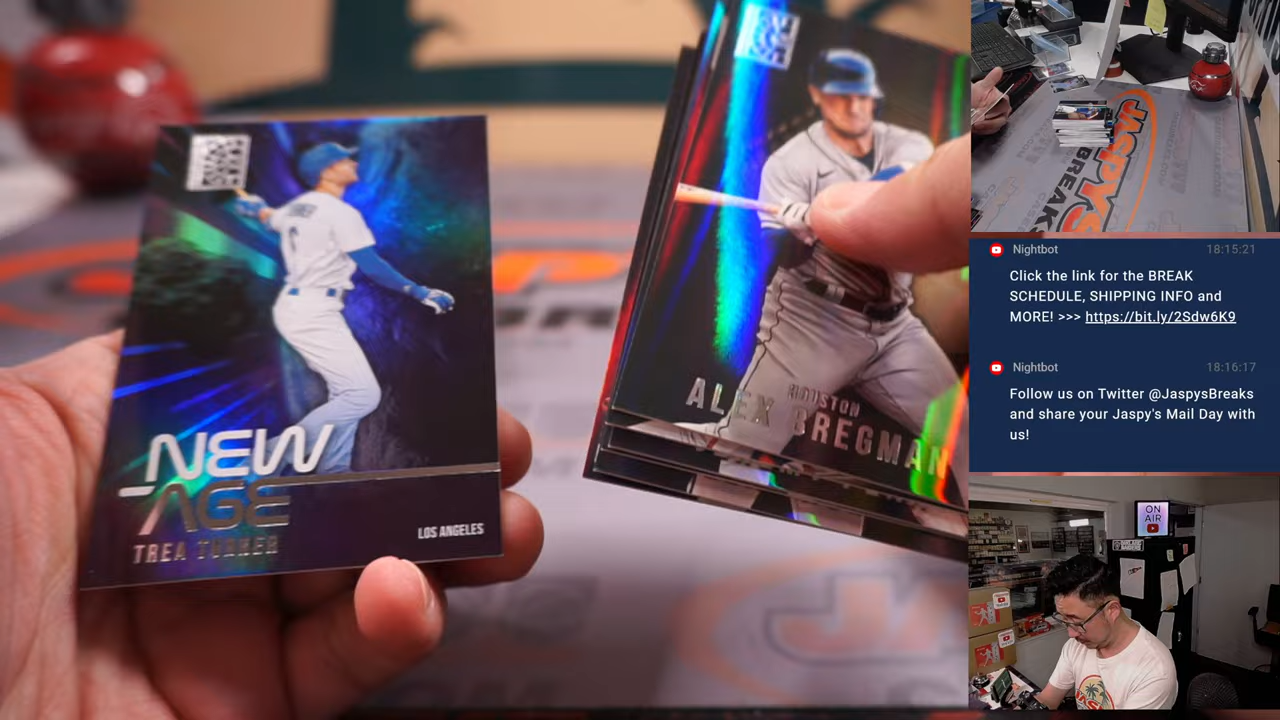 NEW
AGE
TREA TURNER
LOS ANGELES
HOUSTON
ALEX BREGMAN
JASPYS
BREAKS
Nightbot 18:15:21
Click the link for the BREAK
SCHEDULE, SHIPPING INFO and
MORE! >>> https://bit.ly/2Sdw6K9
Nightbot 18:16:17
Follow us on Twitter @JaspysBreaks
and share your Jaspy's Mail Day with
us!
ON
AIR